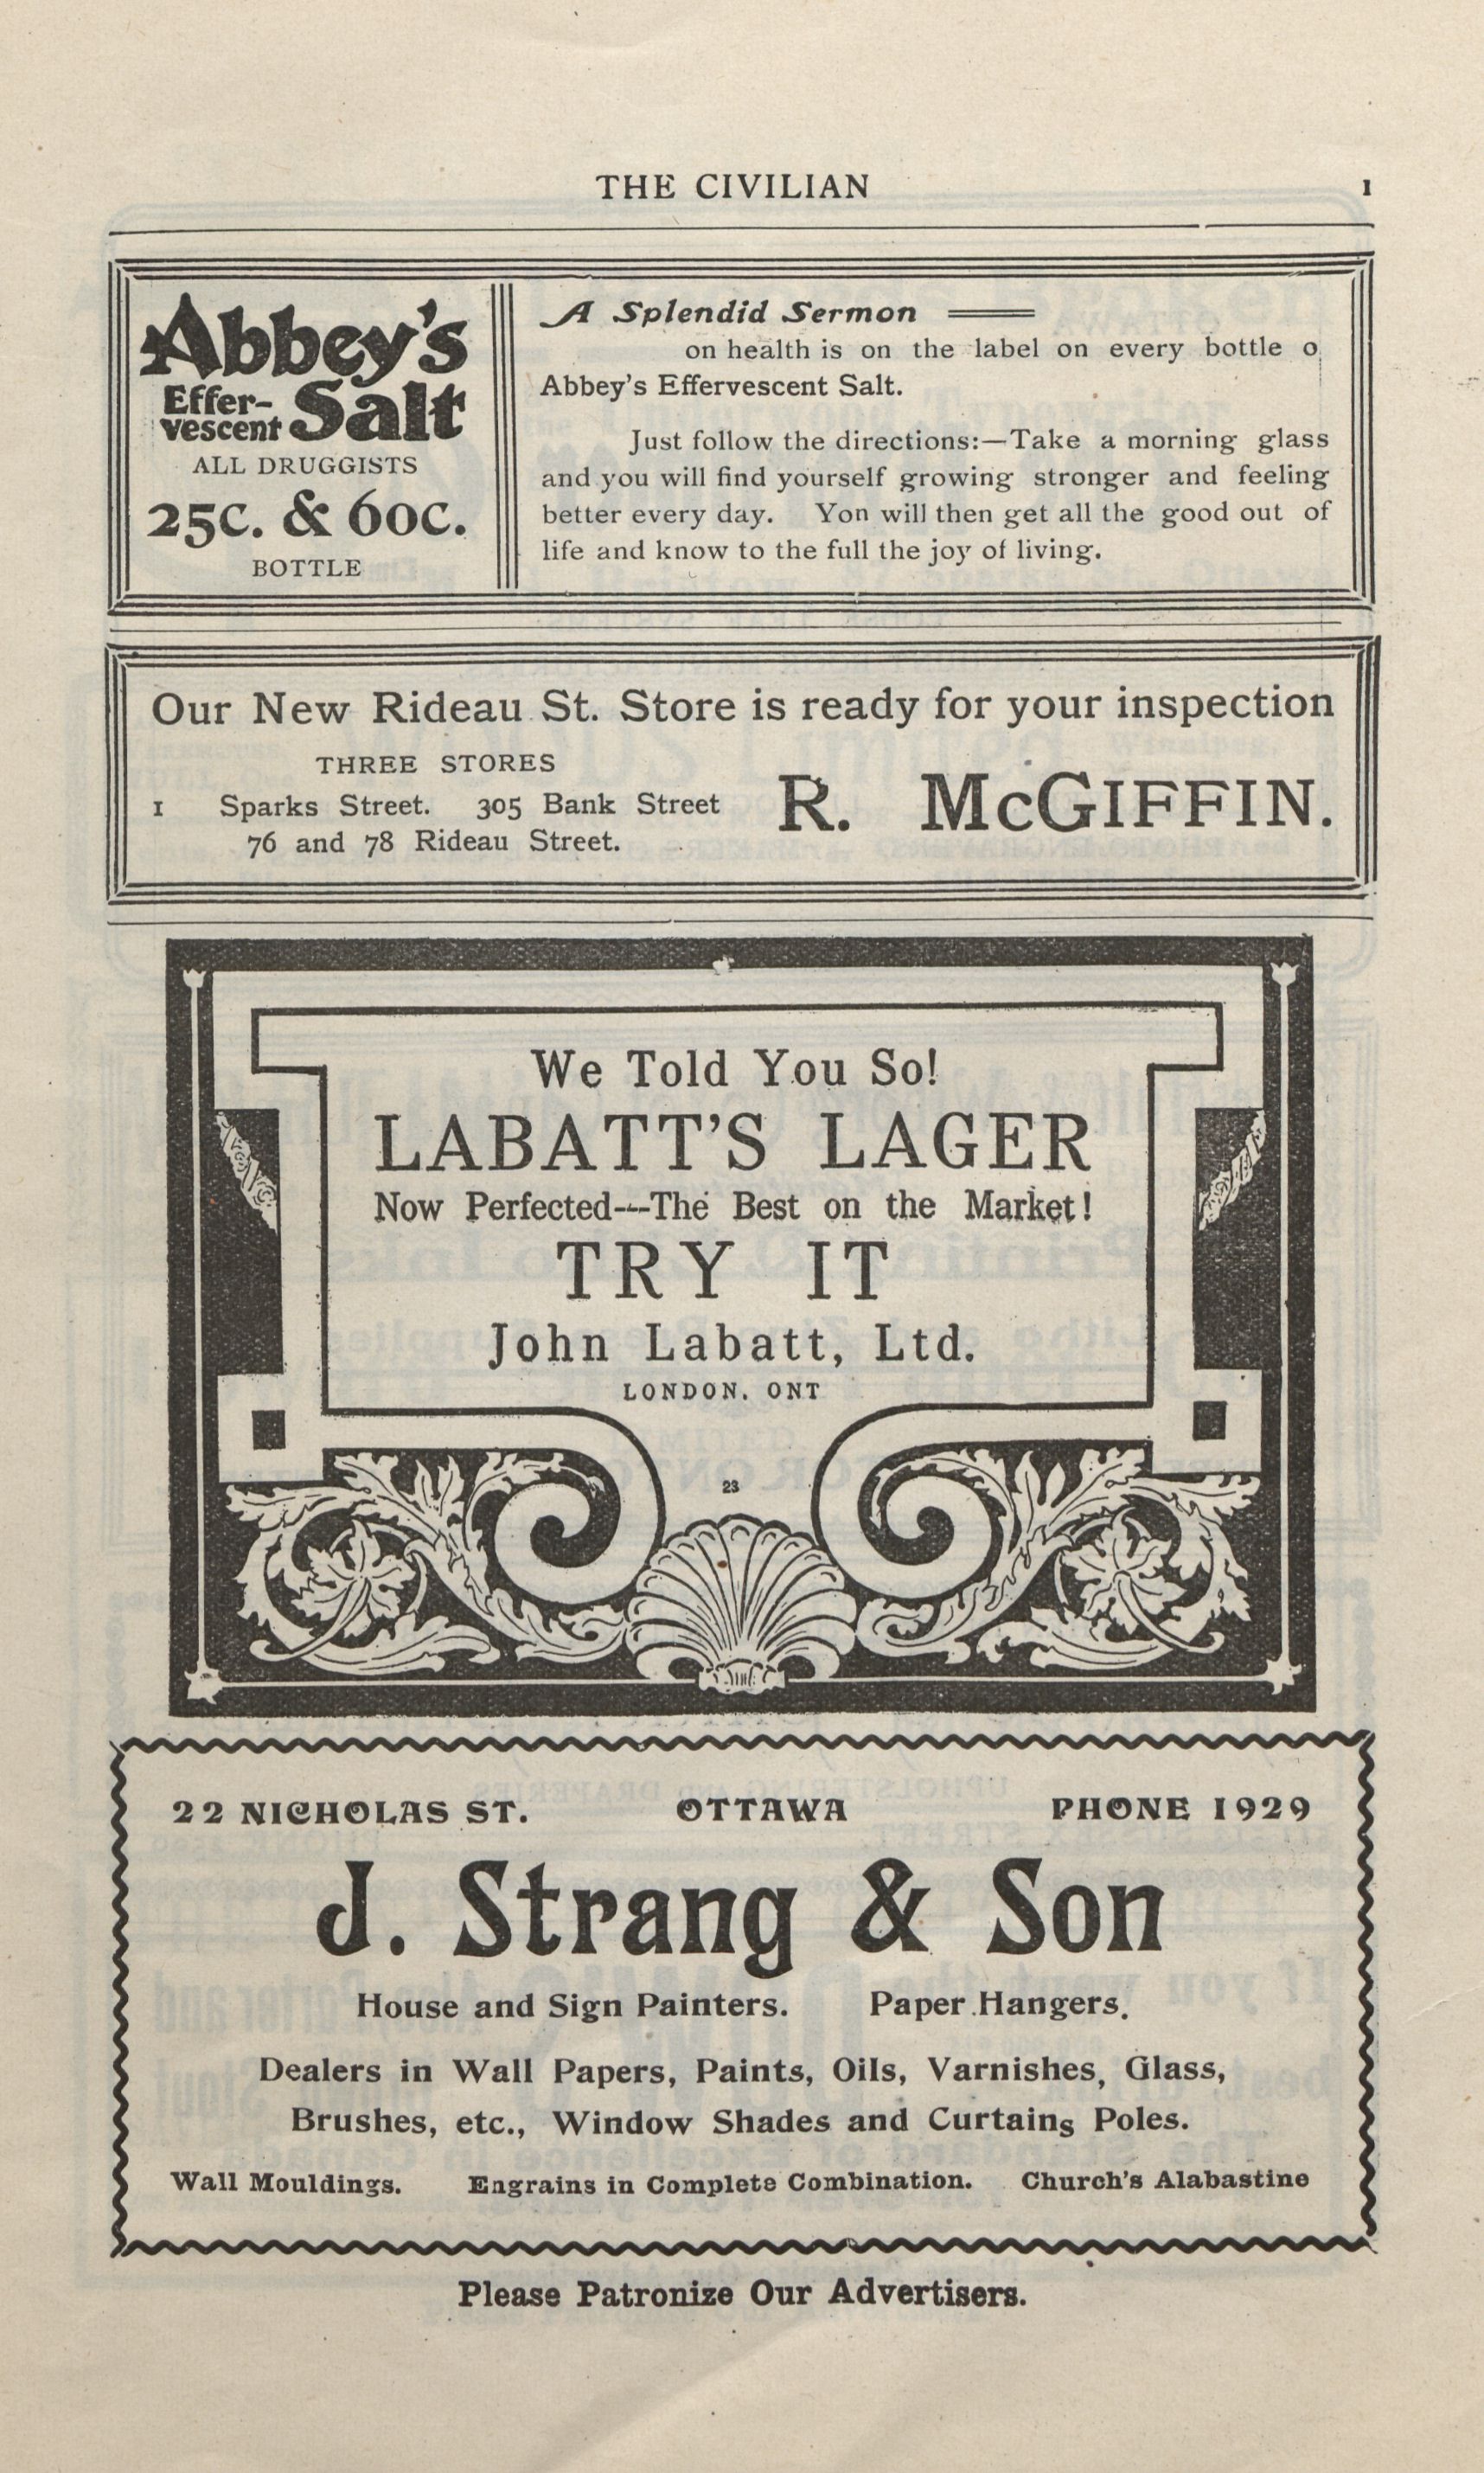 THE CIVILIAN 1
Abbey's
Effer-
vescent Salt
ALL DRUGGISTS
25C. & 60C.
BOTTLE
A Splendid Sermon
on health is on the label on every bottle o
Abbey's Effervescent Salt.
Just follow the directions:—Take a morning glass
and you will find yourself growing stronger and feeling
better every day. Yon will then get all the good out of
life and know to the full the joy of living.
Our New Rideau St. Store is ready for your inspection
THREE STORES
1 Sparks Street. 305 Bank Street
76 and 78 Rideau Street.
R. McGIFFIN.
We Told You So!
LABATT'S LAGER
Now Perfected---The Best on the Market!
TRY IT
John Labatt, Ltd.
LONDON. ONT
23
22 NICHOLAS ST. OTTAWA PHONE 1929
J. Strang & Son
House and Sign Painters. Paper Hangers.
Dealers in Wall Papers, Paints, Oils, Varnishes, Glass,
Brushes, etc., Window Shades and Curtains Poles.
Wall Mouldings. Engrains in Complete Combination. Church's Alabastine
Please Patronize Our Advertisers.